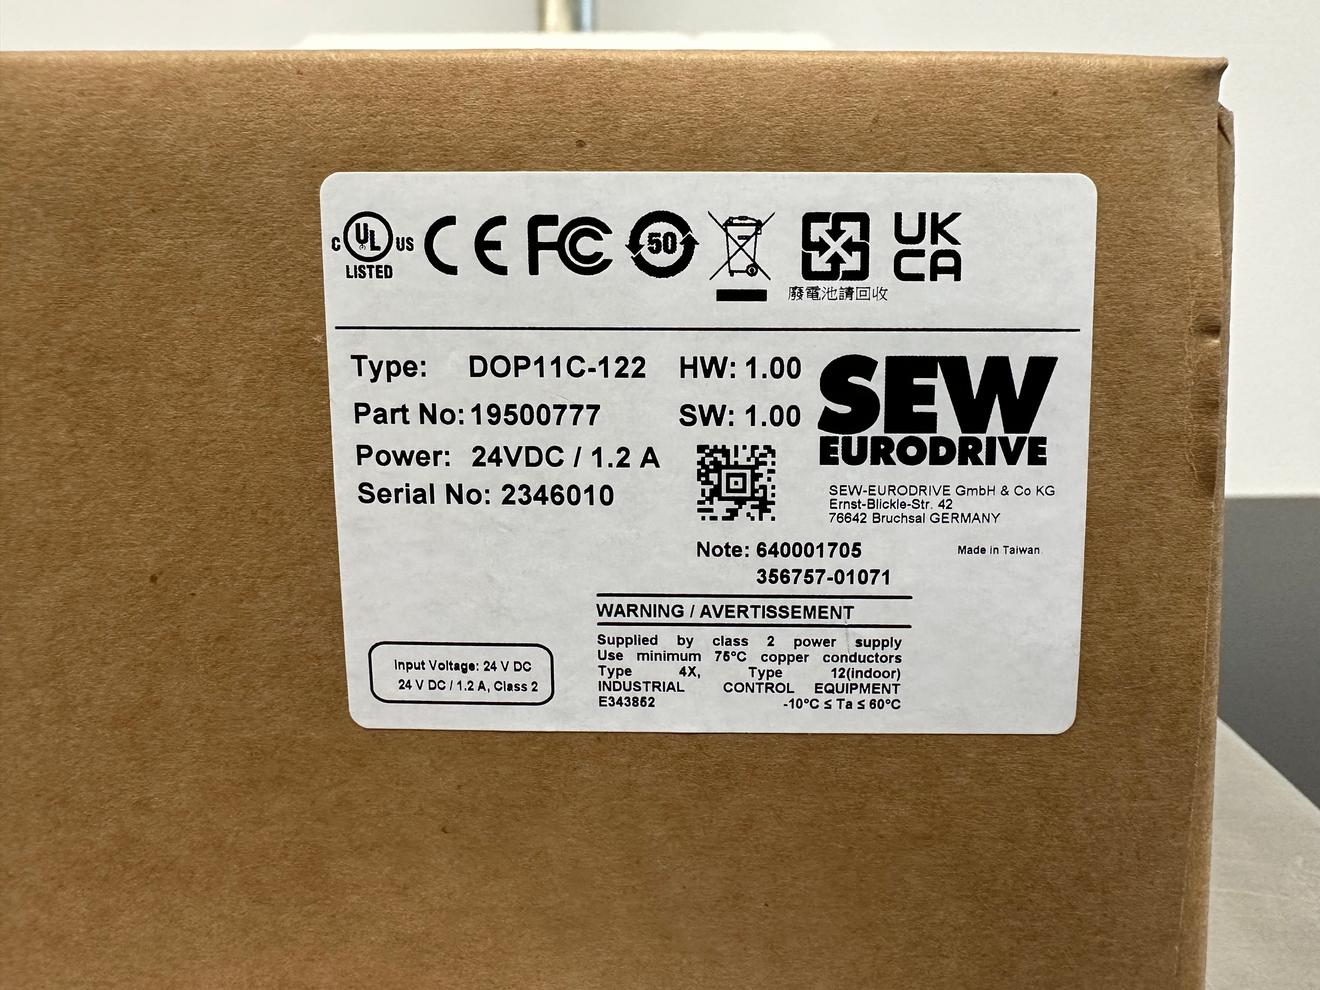 C UL US
LISTED
CE
FC
50
廢電池請回收
UK
CA
Type: DOP11C-122
HW: 1.00
Part No: 19500777
SW: 1.00
Power: 24VDC / 1.2 A
Serial No: 2346010
SEW
EURODRIVE
SEW-EURODRIVE GmbH & Co KG
Ernst-Blickle-Str. 42
76642 Bruchsal GERMANY
Note: 640001705
356757-01071
Made in Taiwan
WARNING / AVERTISSEMENT
Supplied by class 2 power supply
Use minimum 75°C copper conductors
Type 4X, Type 12(indoor)
INDUSTRIAL CONTROL EQUIPMENT
E343862 -10°C ≤ Ta ≤ 60°C
Input Voltage: 24 V DC
24 V DC / 1.2 A, Class 2